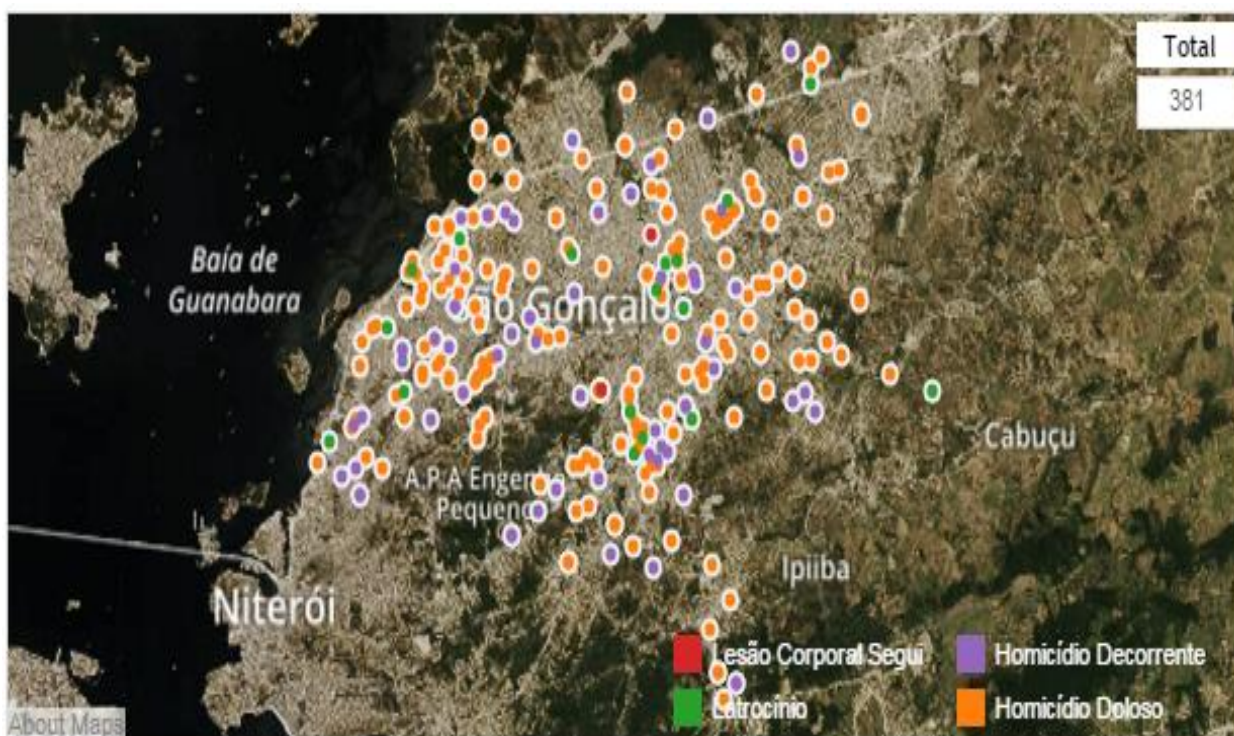 Total
381
Baía de
Guanabara
São Gonçalo
A.P.A Engenho
Pequeno
Cabuçu
Ipiiba
Niterói
Lesão Corporal Segui
Homicídio Decorrente
Latrocínio
Homicídio Doloso
About Maps